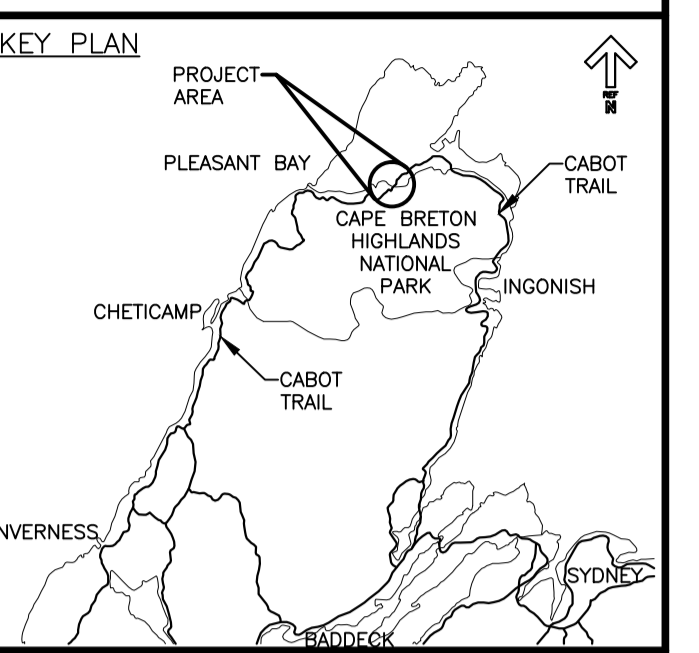 KEY PLAN
PROJECT
AREA
REF
N
PLEASANT BAY
CABOT
TRAIL
CAPE BRETON
HIGHLANDS
NATIONAL
PARK
INGONISH
CHETICAMP
CABOT
TRAIL
NVERNESS
SYDNEY
BADDECK